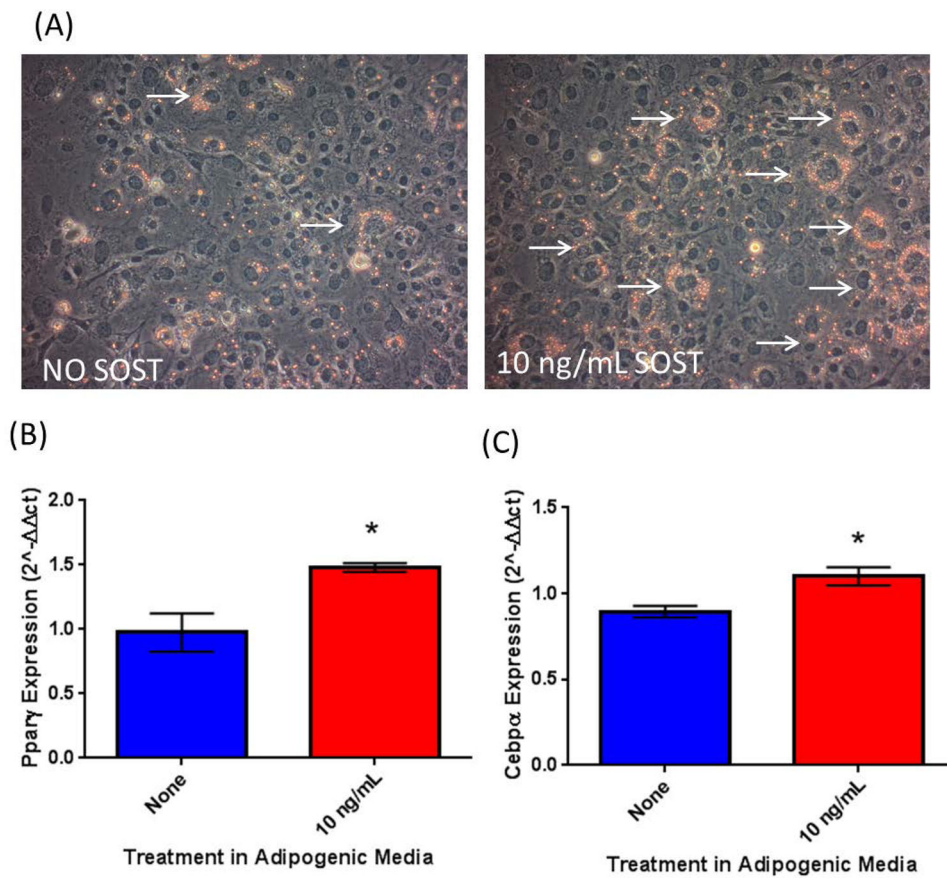 (A)
NO SOST
10 ng/mL SOST
(B)
Pparγ Expression (2^-ΔΔct)
2.0
1.5
1.0
0.5
0.0
*
None
10 ng/mL
Treatment in Adipogenic Media
(C)
Cebpα Expression (2^-ΔΔct)
1.5
1.0
0.5
0.0
*
None
10 ng/mL
Treatment in Adipogenic Media